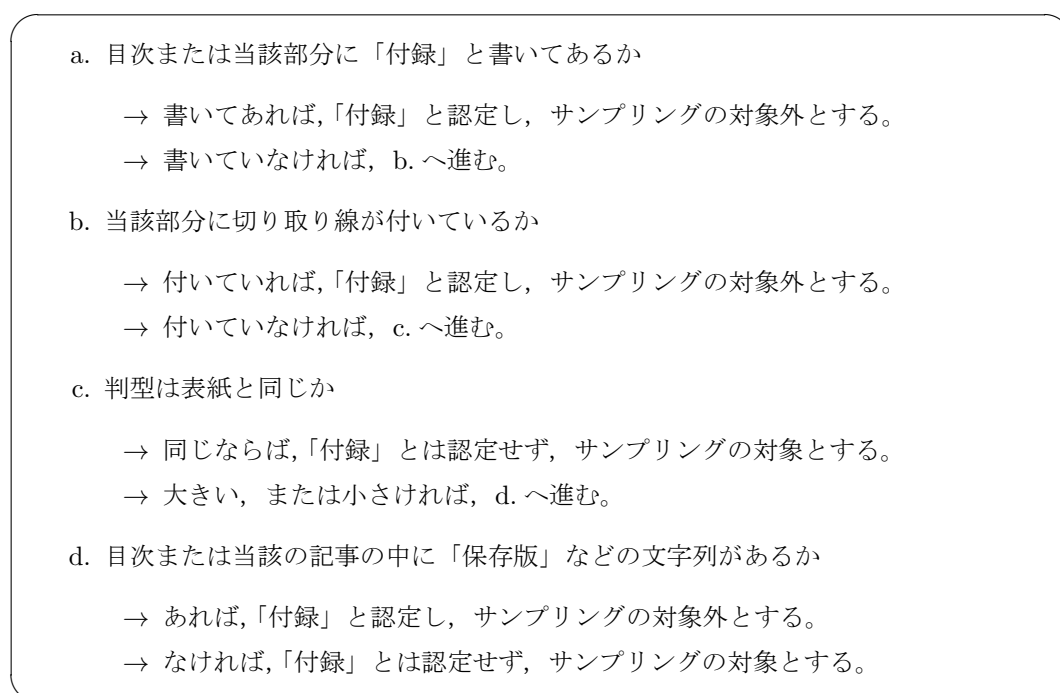 a. 目次または当該部分に「付録」と書いてあるか
→ 書いてあれば，「付録」と認定し，サンプリングの対象外とする。
→ 書いていなければ，b. へ進む。
b. 当該部分に切り取り線が付いているか
→ 付いていれば，「付録」と認定し，サンプリングの対象外とする。
→ 付いていなければ，c. へ進む。
c. 判型は表紙と同じか
→ 同じならば，「付録」とは認定せず，サンプリングの対象とする。
→ 大きい，または小さければ，d. へ進む。
d. 目次または当該の記事の中に「保存版」などの文字列があるか
→ あれば，「付録」と認定し，サンプリングの対象外とする。
→ なければ，「付録」とは認定せず，サンプリングの対象とする。